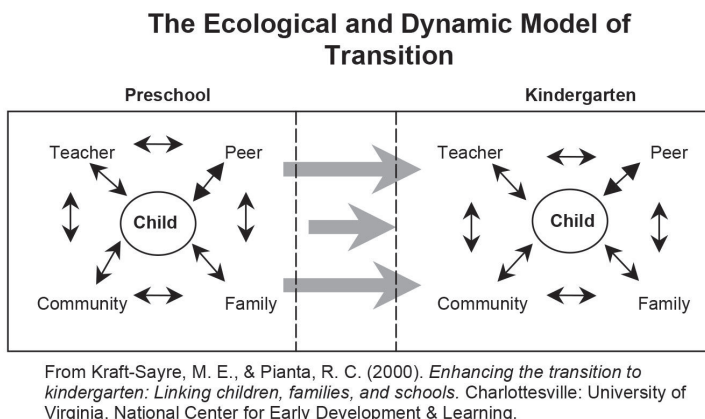 The Ecological and Dynamic Model of
Transition
Preschool
Teacher
Peer
Child
Community
Family
Kindergarten
Teacher
Peer
Child
Community
Family
From Kraft-Sayre, M. E., & Pianta, R. C. (2000). Enhancing the transition to
kindergarten: Linking children, families, and schools. Charlottesville: University of
Virginia, National Center for Early Development & Learning.